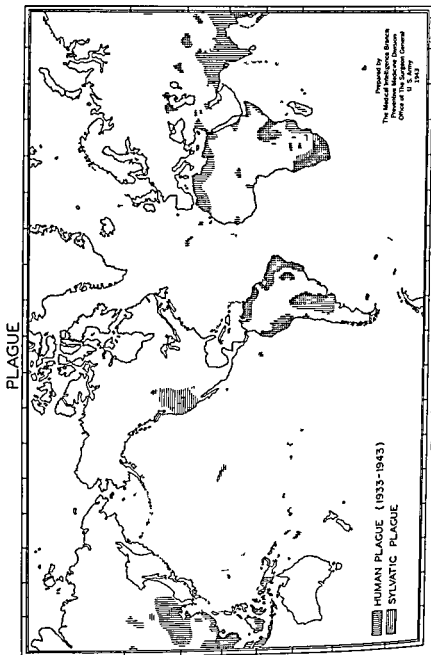 PLAGUE
Prepared by
The Medical Intelligence Branch
Preventive Medicine Division
Office of The Surgeon General
U. S. Army
1943
HUMAN PLAGUE (1933-1943)
SYLVATIC PLAGUE